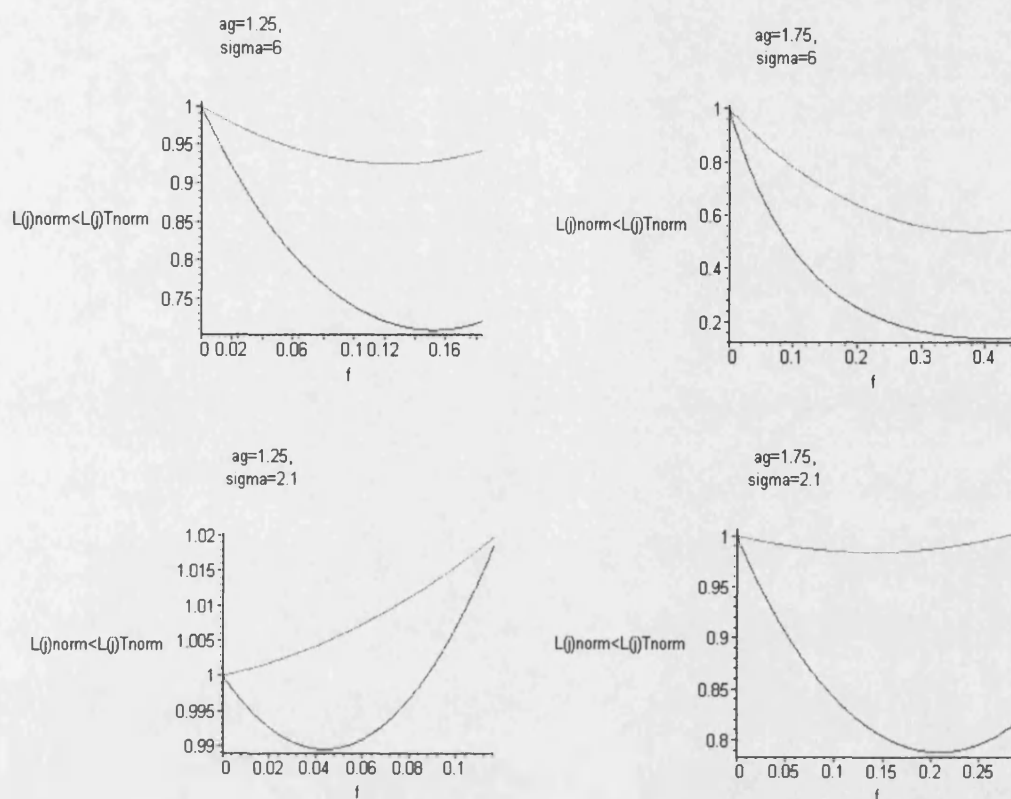 ag=1.25,
sigma=6
1
0.95
0.9
0.85
0.8
0.75
L(j)norm<L(j)Tnorm
0 0.02 0.06 0.1 0.12 0.16
f
ag=1.75,
sigma=6
1
0.8
0.6
0.4
0.2
L(j)norm<L(j)Tnorm
0 0.1 0.2 0.3 0.4
f
ag=1.25,
sigma=2.1
1.02
1.015
1.01
1.005
1
0.995
0.99
L(j)norm<L(j)Tnorm
0 0.02 0.04 0.06 0.08 0.1
f
ag=1.75,
sigma=2.1
1
0.95
0.9
0.85
0.8
L(j)norm<L(j)Tnorm
0 0.05 0.1 0.15 0.2 0.25
f